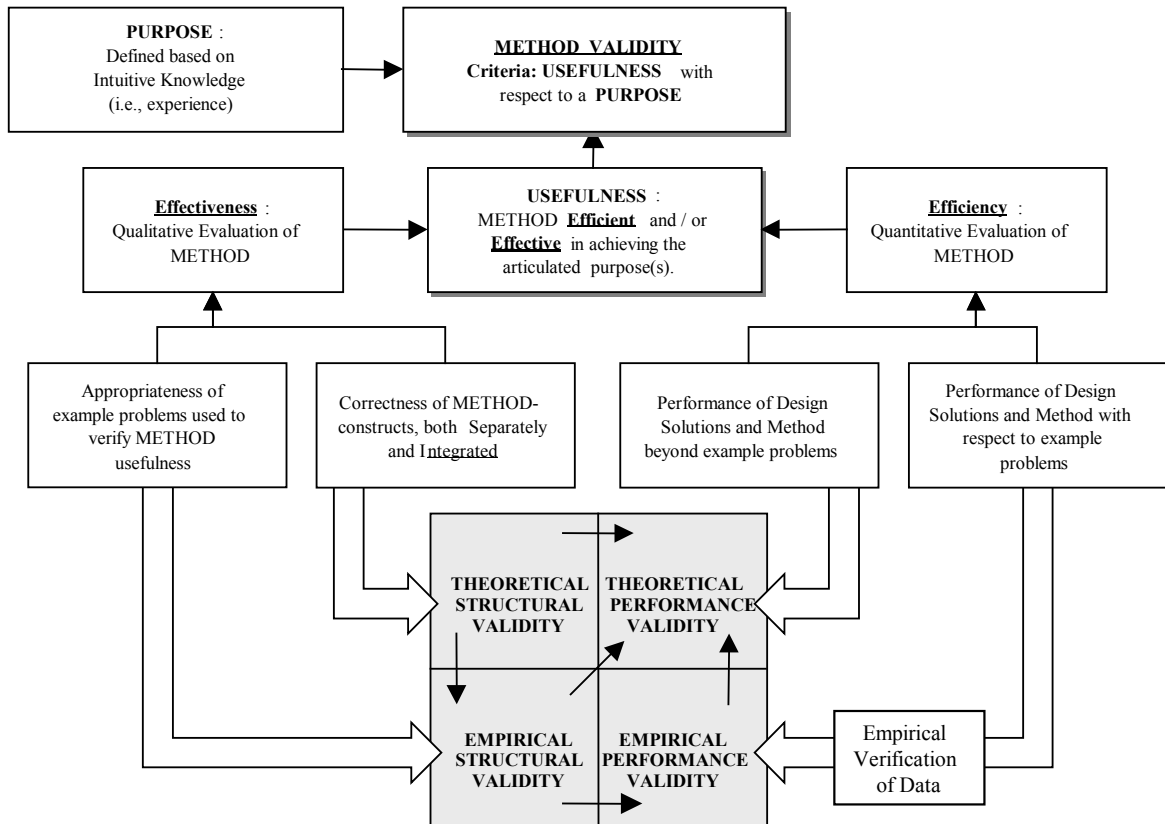 PURPOSE :
Defined based on
Intuitive Knowledge
(i.e., experience)
METHOD VALIDITY
Criteria: USEFULNESS with
respect to a PURPOSE
Effectiveness :
Qualitative Evaluation of
METHOD
USEFULNESS :
METHOD Efficient and / or
Effective in achieving the
articulated purpose(s).
Efficiency :
Quantitative Evaluation of
METHOD
Appropriateness of
example problems used to
verify METHOD
usefulness
Correctness of METHOD-
constructs, both Separately
and Integrated
Performance of Design
Solutions and Method
beyond example problems
Performance of Design
Solutions and Method with
respect to example
problems
THEORETICAL
STRUCTURAL
VALIDITY
THEORETICAL
PERFORMANCE
VALIDITY
EMPIRICAL
STRUCTURAL
VALIDITY
EMPIRICAL
PERFORMANCE
VALIDITY
Empirical
Verification
of Data